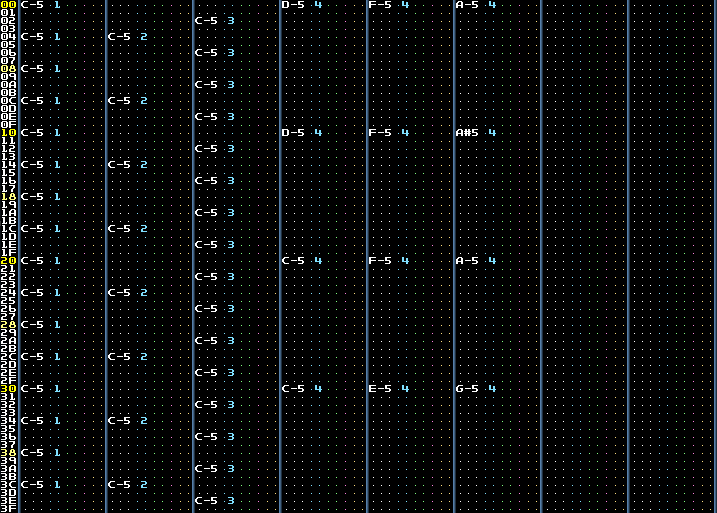 00 C-5 1 D-5 4 F-5 4 A-5 4
01
02 C-5 3
03
04 C-5 1 C-5 2
05
06 C-5 3
07
08 C-5 1
09
0A C-5 3
0B
0C C-5 1 C-5 2
0D
0E C-5 3
0F
10 C-5 1 D-5 4 F-5 4 A#5 4
11
12 C-5 3
13
14 C-5 1 C-5 2
15
16 C-5 3
17
18 C-5 1
19
1A C-5 3
1B
1C C-5 1 C-5 2
1D
1E C-5 3
1F
20 C-5 1 C-5 4 F-5 4 A-5 4
21
22 C-5 3
23
24 C-5 1 C-5 2
25
26 C-5 3
27
28 C-5 1
29
2A C-5 3
2B
2C C-5 1 C-5 2
2D
2E C-5 3
2F
30 C-5 1 C-5 4 E-5 4 G-5 4
31
32 C-5 3
33
34 C-5 1 C-5 2
35
36 C-5 3
37
38 C-5 1
39
3A C-5 3
3B
3C C-5 1 C-5 2
3D
3E C-5 3
3F